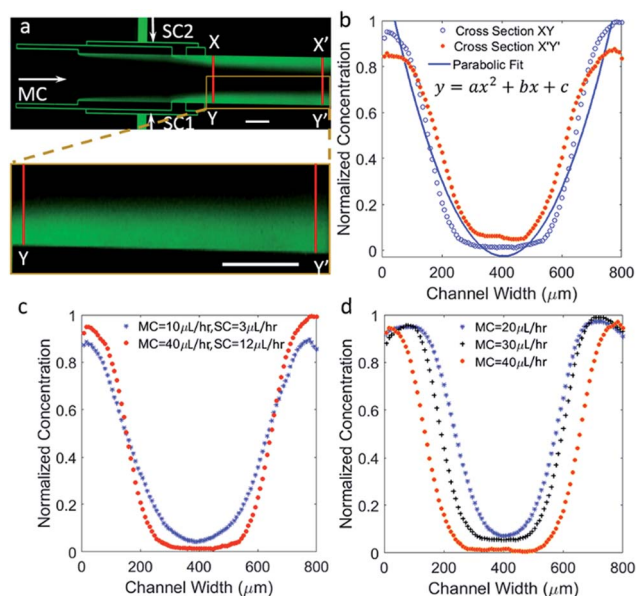 a
SC2
X
X'
MC
Y
Y'
SC1
Y
Y'
b
Normalized Concentration
1
0.8
0.6
0.4
0.2
0
Cross Section XY
Cross Section X'Y'
Parabolic Fit
y = ax² + bx + c
0
200
400
600
800
Channel Width (μm)
c
Normalized Concentration
1
0.8
0.6
0.4
0.2
0
MC=10μL/hr,SC=3μL/hr
MC=40μL/hr,SC=12μL/hr
0
200
400
600
800
Channel Width (μm)
d
Normalized Concentration
1
0.8
0.6
0.4
0.2
0
MC=20μL/hr
MC=30μL/hr
MC=40μL/hr
0
200
400
600
800
Channel Width (μm)